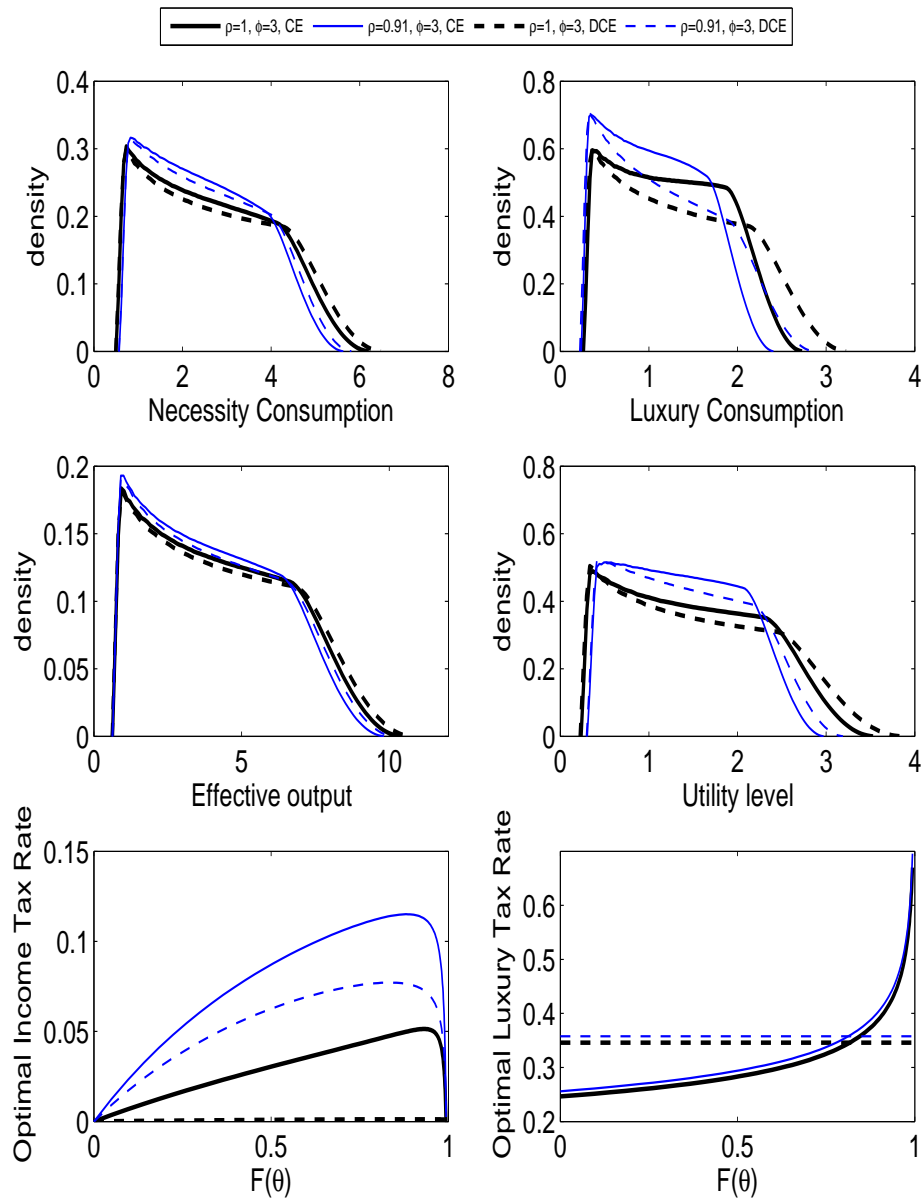 ρ=1, φ=3, CE
ρ=0.91, φ=3, CE
ρ=1, φ=3, DCE
ρ=0.91, φ=3, DCE
0.4
0.3
0.2
0.1
0
density
0 2 4 6 8
Necessity Consumption
0.8
0.6
0.4
0.2
0
density
0 1 2 3 4
Luxury Consumption
0.2
0.15
0.1
0.05
0
density
0 5 10
Effective output
0.8
0.6
0.4
0.2
0
density
0 1 2 3 4
Utility level
0.15
0.1
0.05
0
Optimal Income Tax Rate
0 0.5 1
F(θ)
0.6
0.5
0.4
0.3
0.2
Optimal Luxury Tax Rate
0 0.5 1
F(θ)